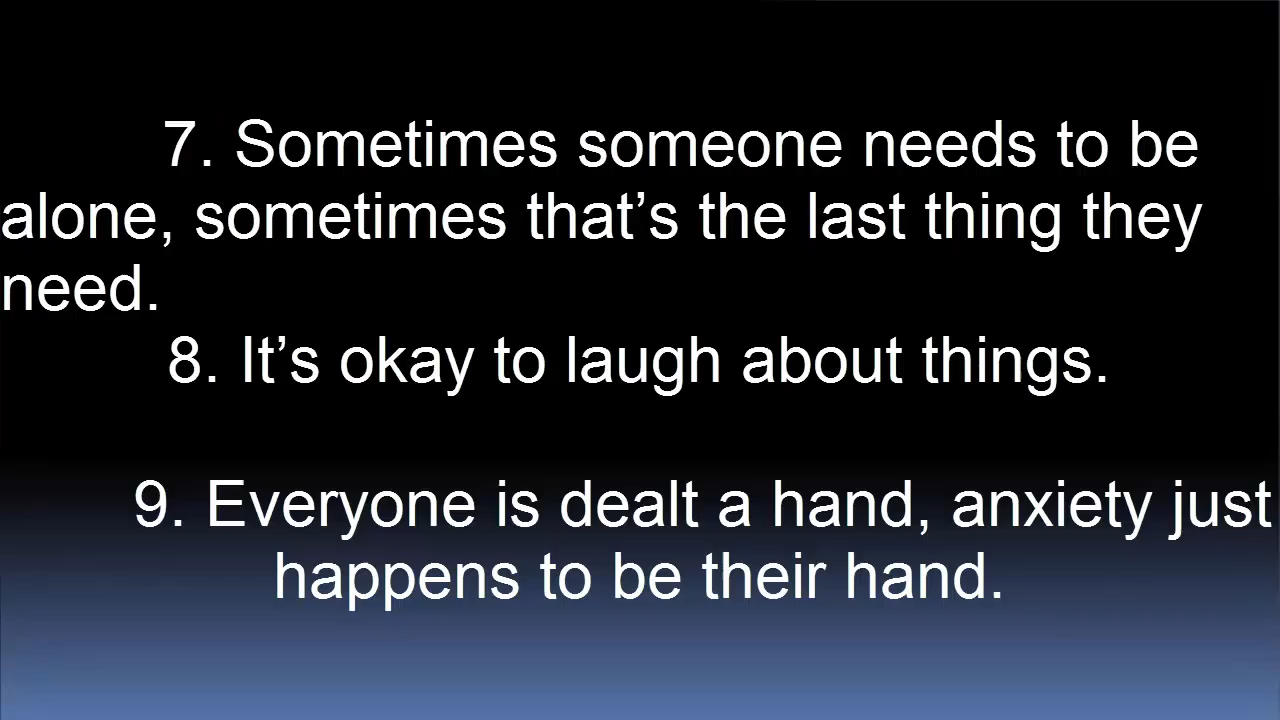 7. Sometimes someone needs to be
alone, sometimes that’s the last thing they
need.
8. It’s okay to laugh about things.
9. Everyone is dealt a hand, anxiety just
happens to be their hand.